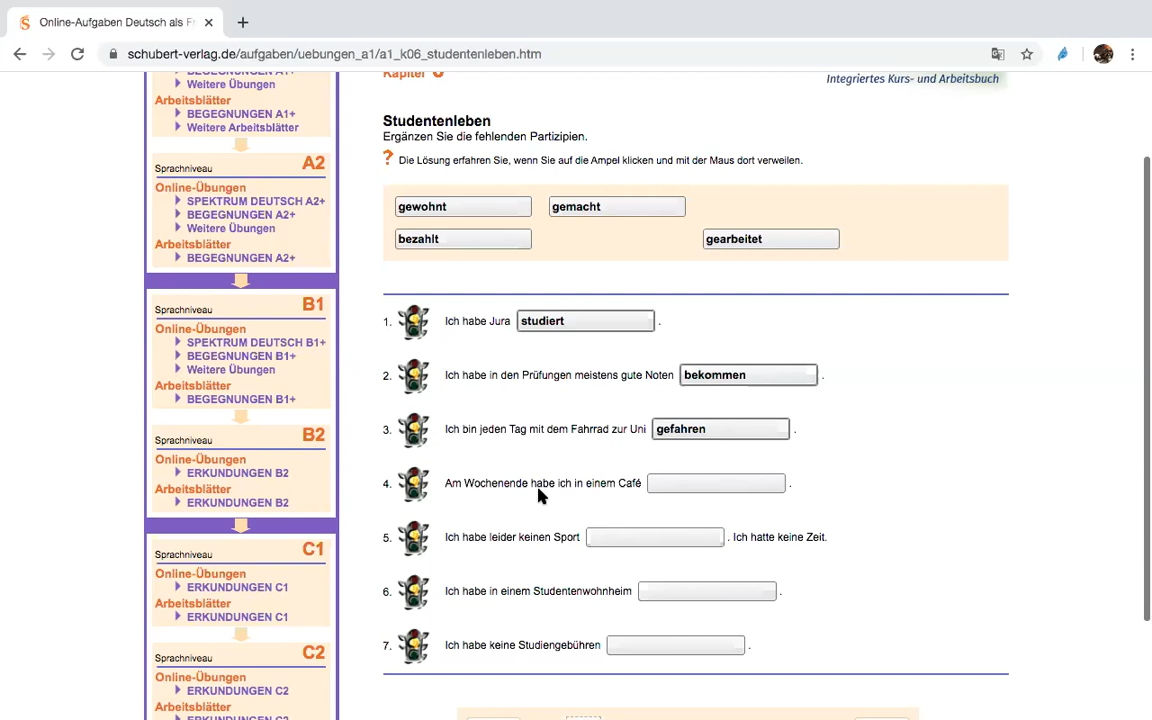 Online-Aufgaben Deutsch als Fr
schubert-verlag.de/aufgaben/uebungen_a1/a1_k06_studentenleben.htm
BEGEGNUNGEN A1+
Weitere Übungen
Arbeitsblätter
BEGEGNUNGEN A1+
Weitere Arbeitsblätter
Sprachniveau A2
Online-Übungen
SPEKTRUM DEUTSCH A2+
BEGEGNUNGEN A2+
Weitere Übungen
Arbeitsblätter
BEGEGNUNGEN A2+
Sprachniveau B1
Online-Übungen
SPEKTRUM DEUTSCH B1+
BEGEGNUNGEN B1+
Weitere Übungen
Arbeitsblätter
BEGEGNUNGEN B1+
Sprachniveau B2
Online-Übungen
ERKUNDUNGEN B2
Arbeitsblätter
ERKUNDUNGEN B2
Sprachniveau C1
Online-Übungen
ERKUNDUNGEN C1
Arbeitsblätter
ERKUNDUNGEN C1
Sprachniveau C2
Online-Übungen
ERKUNDUNGEN C2
Arbeitsblätter
ERKUNDUNGEN C2
Kapitel 6
Integriertes Kurs- und Arbeitsbuch
Studentenleben
Ergänzen Sie die fehlenden Partizipien.
? Die Lösung erfahren Sie, wenn Sie auf die Ampel klicken und mit der Maus dort verweilen.
gewohnt gemacht
bezahlt gearbeitet
1. Ich habe Jura studiert .
2. Ich habe in den Prüfungen meistens gute Noten bekommen .
3. Ich bin jeden Tag mit dem Fahrrad zur Uni gefahren .
4. Am Wochenende habe ich in einem Café .
5. Ich habe leider keinen Sport . Ich hatte keine Zeit.
6. Ich habe in einem Studentenwohnheim .
7. Ich habe keine Studiengebühren .